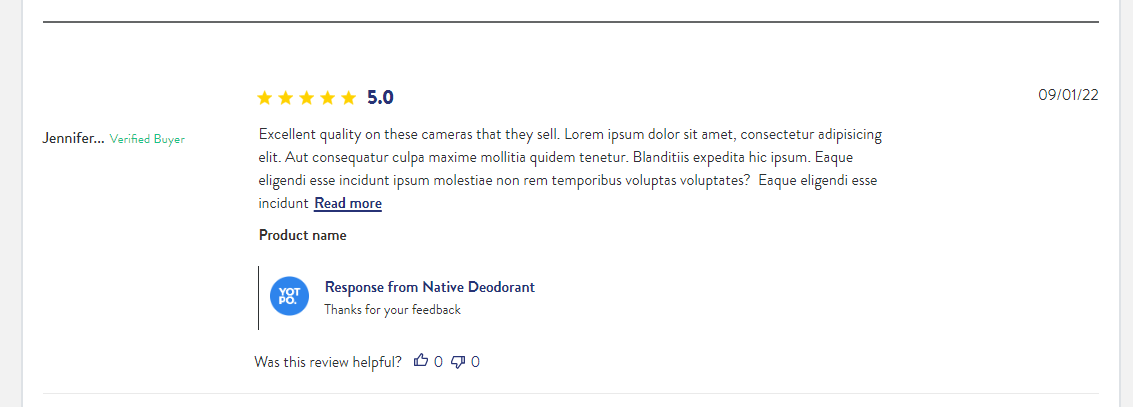 5.0
09/01/22
Jennifer... Verified Buyer
Excellent quality on these cameras that they sell. Lorem ipsum dolor sit amet, consectetur adipisicing
elit. Aut consequatur culpa maxime mollitia quidem tenetur. Blanditiis expedita hic ipsum. Eaque
eligendi esse incidunt ipsum molestiae non rem temporibus voluptas voluptates?  Eaque eligendi esse
incidunt Read more
Product name
YOT
PO.
Response from Native Deodorant
Thanks for your feedback
Was this review helpful? 0 0